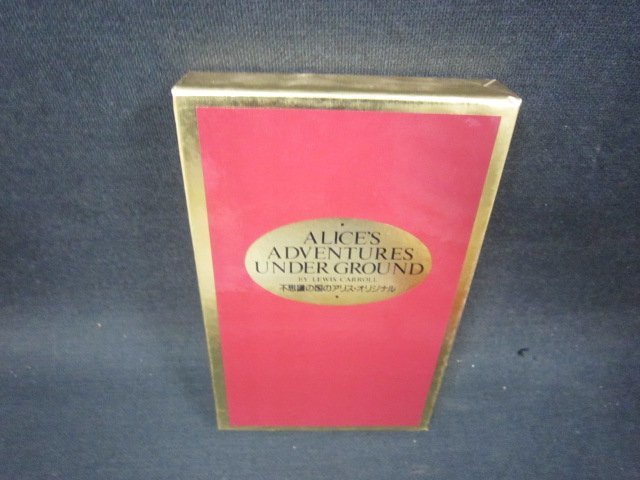 ALICE'S
ADVENTURES
UNDER GROUND
BY LEWIS CARROLL
不思議の国のアリス・オリジナル